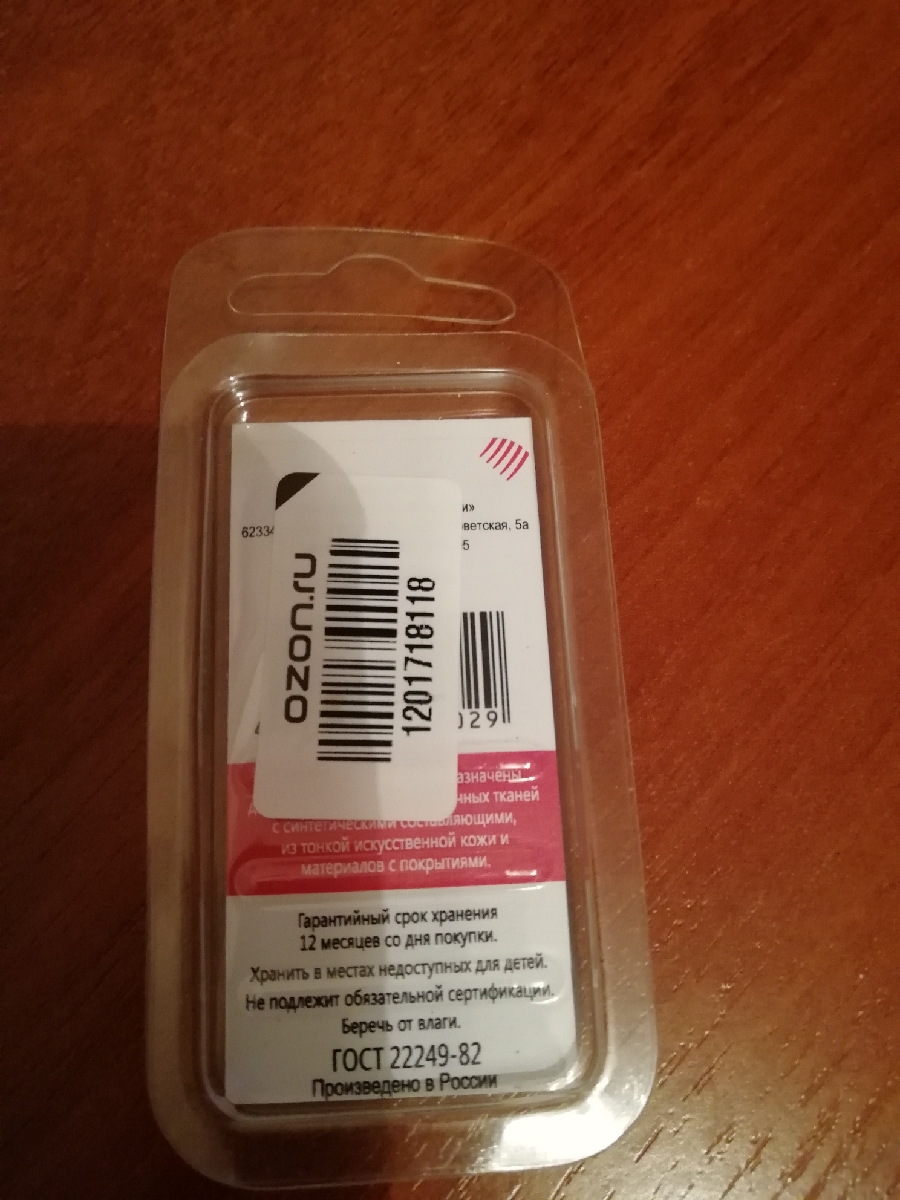 и»
6233
ветская, 5а
5
ozon.ru
1201718118
029
азначены
нных тканей
с синтетическими составляющими,
из тонкой искусственной кожи и
материалов с покрытиями.
Гарантийный срок хранения
12 месяцев со дня покупки.
Хранить в местах недоступных для детей.
Не подлежит обязательной сертификации.
Беречь от влаги.
ГОСТ 22249-82
Произведено в России